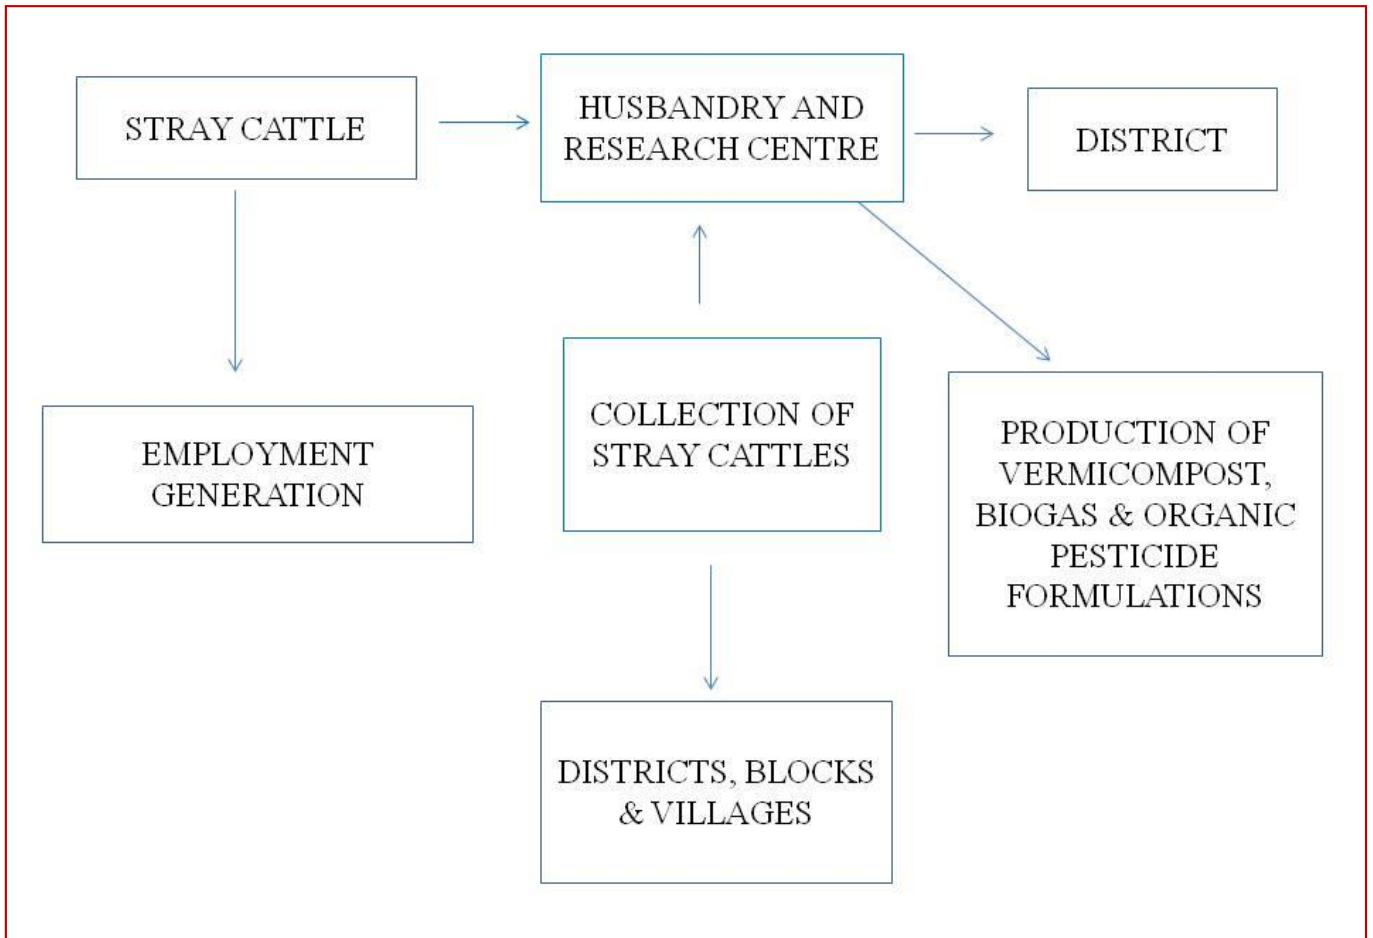 STRAY CATTLE
HUSBANDRY AND
RESEARCH CENTRE
DISTRICT
EMPLOYMENT
GENERATION
COLLECTION OF
STRAY CATTLES
PRODUCTION OF
VERMICOMPOST,
BIOGAS & ORGANIC
PESTICIDE
FORMULATIONS
DISTRICTS, BLOCKS
& VILLAGES